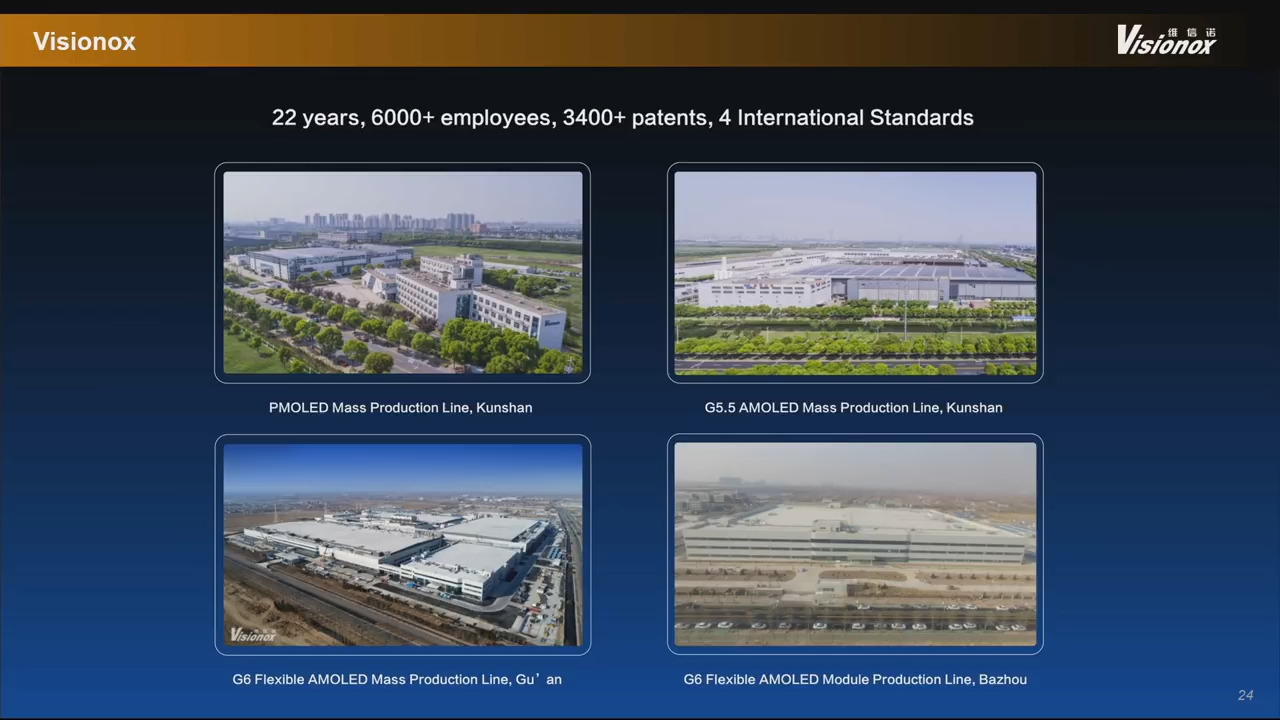 Visionox
维信诺
Visionox
22 years, 6000+ employees, 3400+ patents, 4 International Standards
PMOLED Mass Production Line, Kunshan
G5.5 AMOLED Mass Production Line, Kunshan
Visionox
G6 Flexible AMOLED Mass Production Line, Gu’an
G6 Flexible AMOLED Module Production Line, Bazhou
24